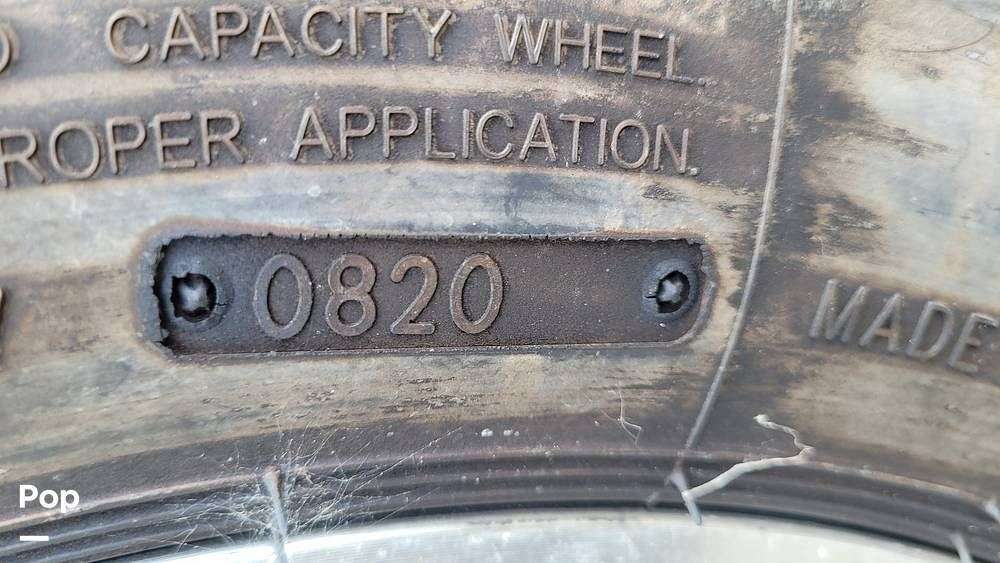 CAPACITY WHEEL.
ROPER APPLICATION.
0820
MADE
Pop